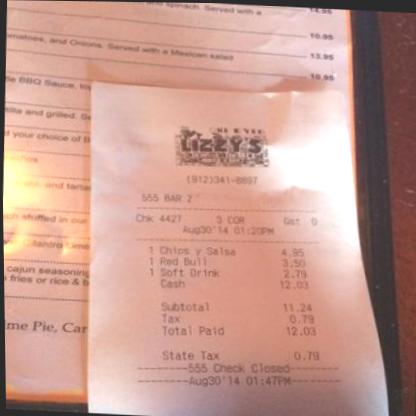 and spinach. Served with a 14.95
10.95
omatoes, and Onions. Served with a Mexican salad
13.95
BBQ Sauce,
10.95
and grilled.
your choice of
stuffed in our
Cilantro Lime
cajun seasoning
fries or rice & b
me Pie, Car
LIZZY'S
(912)341-8897
555 BAR 2
Chk 4427 3 COR Gst 0
Aug30'14 01:20PM
1 Chips y Salsa 4.95
1 Red Bull 3.50
1 Soft Drink 2.79
Cash 12.03
Subtotal 11.24
Tax 0.79
Total Paid 12.03
State Tax 0.79
--------555 Check Closed--------
--------Aug30'14 01:47PM--------